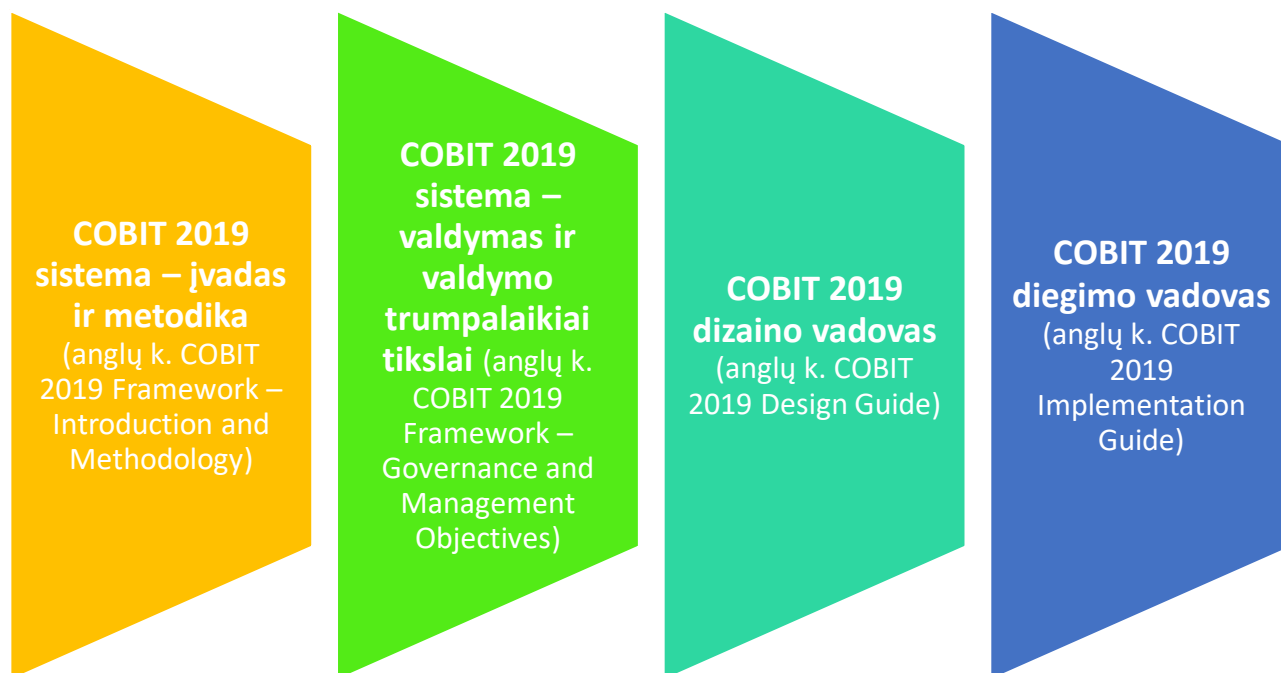 COBIT 2019
sistema – įvadas
ir metodika
(anglų k. COBIT
2019 Framework –
Introduction and
Methodology)
COBIT 2019
sistema –
valdymas ir
valdymo
trumpalaikiai
tikslai (anglų k.
COBIT 2019
Framework –
Governance and
Management
Objectives)
COBIT 2019
dizaino vadovas
(anglų k. COBIT
2019 Design Guide)
COBIT 2019
diegimo vadovas
(anglų k. COBIT
2019
Implementation
Guide)